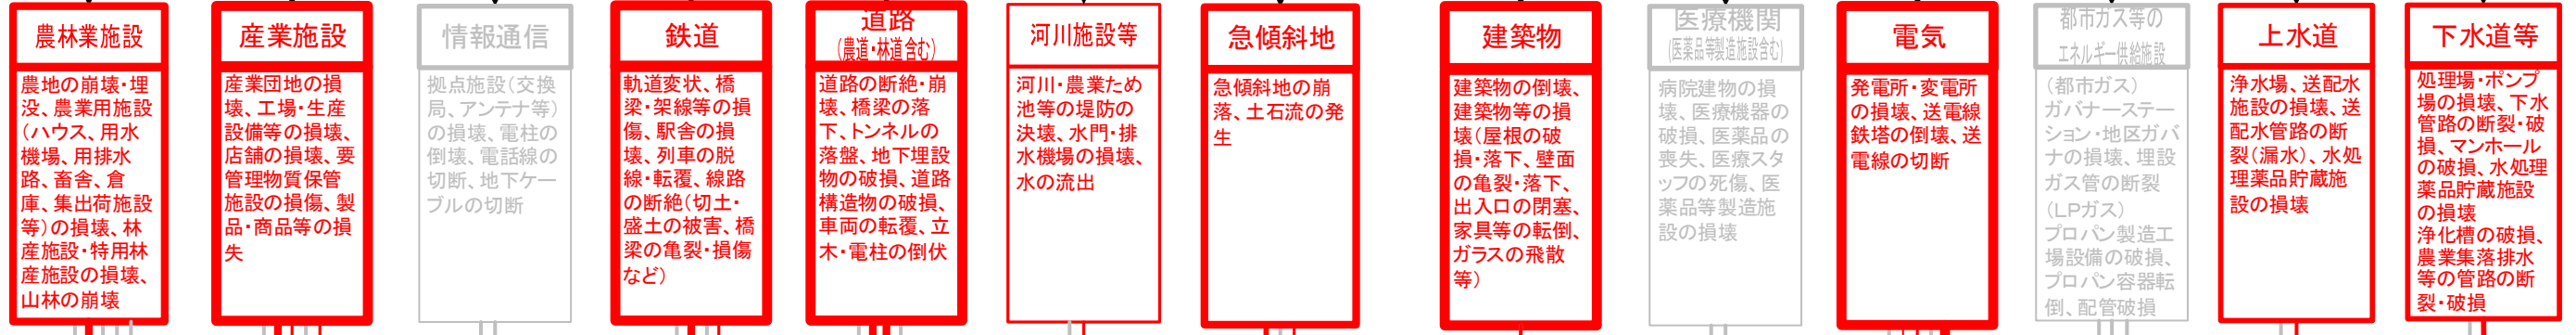 農林業施設
農地の崩壊・埋
没、農業用施設
（ハウス、用水
機場、用排水
路、畜舎、倉
庫、集出荷施設
等）の損壊、林
産施設・特用林
産施設の損壊、
山林の崩壊
産業施設
産業団地の損
壊、工場・生産
設備等の損壊、
店舗の損壊、要
管理物質保管
施設の損傷、製
品・商品等の損
失
情報通信
拠点施設（交換
局、アンテナ等）
の損壊、電柱の
倒壊、電話線の
切断、地下ケー
ブルの切断
鉄道
軌道変状、橋
梁・架線等の損
傷、駅舎の損
壊、列車の脱
線・転覆、線路
の断絶（切土・
盛土の被害、橋
梁の亀裂・損傷
など）
道路
（農道・林道含む）
道路の断絶・崩
壊、橋梁の落
下、トンネルの
落盤、地下埋設
物の破損、道路
構造物の破損、
車両の転覆、立
木・電柱の倒伏
河川施設等
河川・農業ため
池等の堤防の
決壊、水門・排
水機場の損壊、
水の流出
急傾斜地
急傾斜地の崩
落、土石流の発
生
建築物
建築物の倒壊、
建築物等の損
壊（屋根の破
損・落下、壁面
の亀裂・落下、
出入口の閉塞、
家具等の転倒、
ガラスの飛散
等）
医療機関
（医薬品等製造施設含む）
病院建物の損
壊、医療機器の
破損、医薬品の
喪失、医療スタ
ッフの死傷、医
薬品等製造施
設の損壊
電気
発電所・変電所
の損壊、送電線
鉄塔の倒壊、送
電線の切断
都市ガス等の
エネルギー供給施設
（都市ガス）
ガバナーステー
ション・地区ガバ
ナの損壊、埋設
ガス管の断裂
（LPガス）
プロパン製造工
場設備の破損、
プロパン容器転
倒、配管破損
上水道
浄水場、送配水
施設の損壊、送
配水管路の断
裂（漏水）、水処
理薬品貯蔵施
設の損壊
下水道等
処理場・ポンプ
場の損壊、下水
管路の断裂・破
損、マンホール
の破損、水処理
薬品貯蔵施設
の損壊
浄化槽の破損、
農業集落排水
等の管路の断
裂・破損